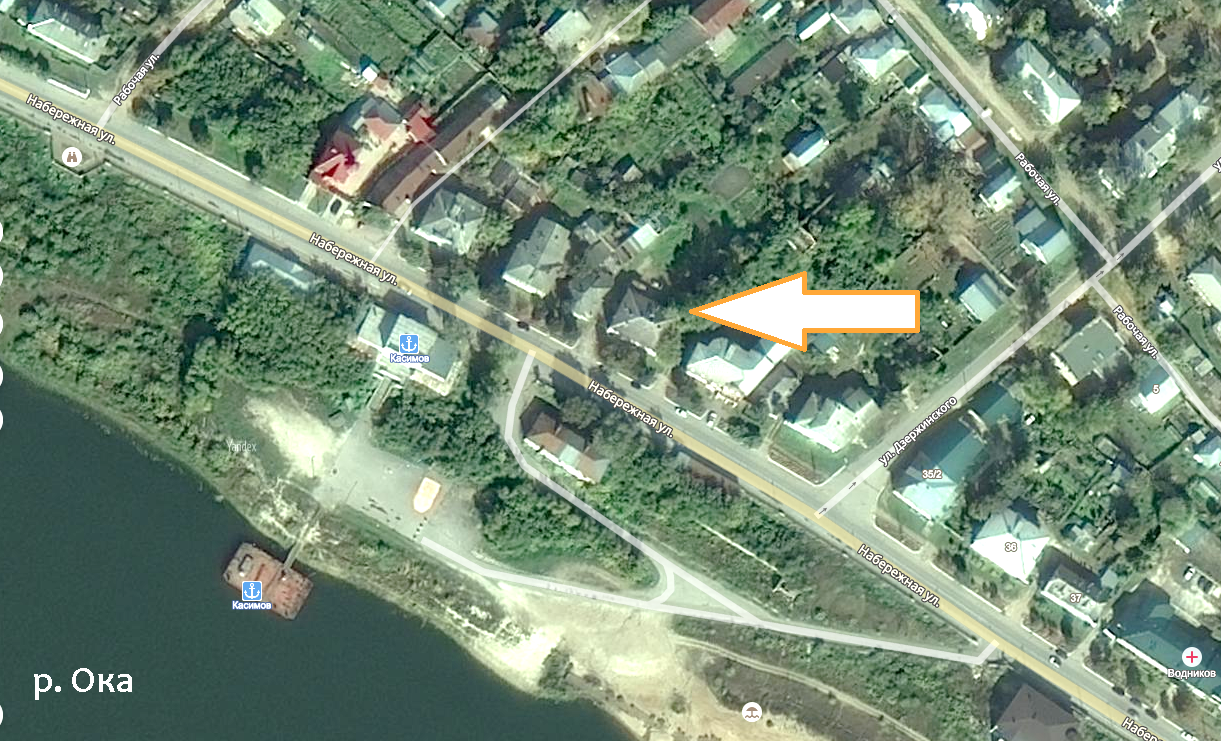 Рабочая ул.
Набережная ул.
Набережная ул.
Рабочая ул.
Касимов
Рабочая ул.
5
Набережная ул.
ул. Дзержинского
Yandex
35/2
36
Набережная ул.
Касимов
37
Водников
р. Ока